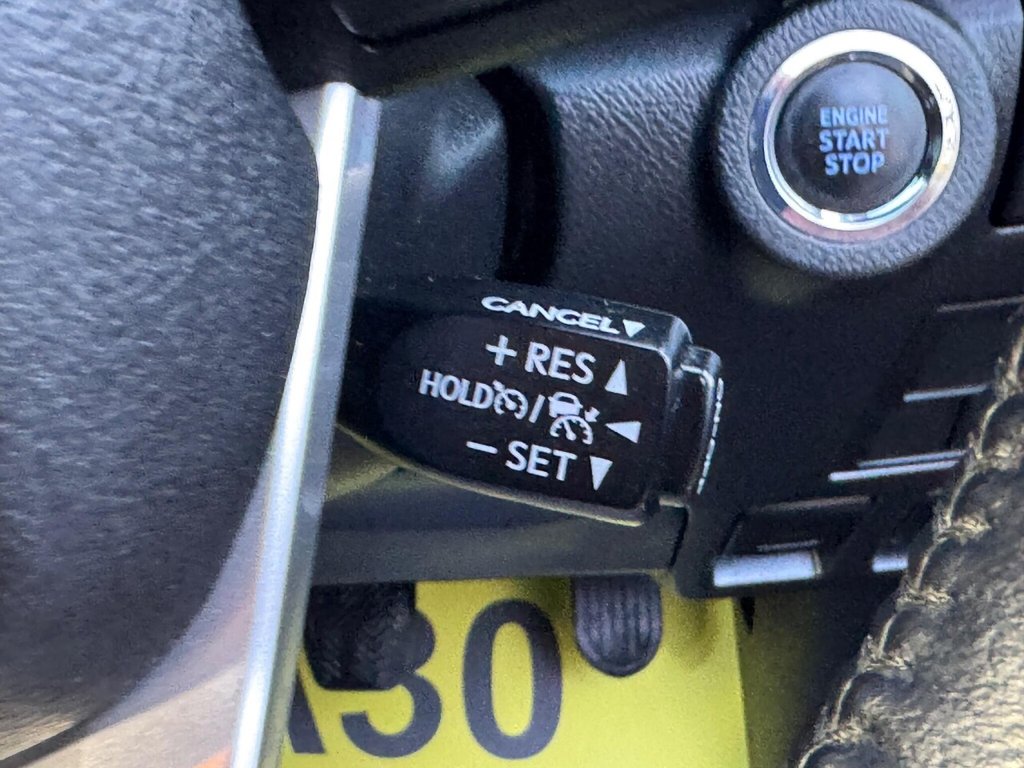 ENGINE
START
STOP
CANCEL▼
+ RES ▲
HOLD / ◀
− SET ▼
30